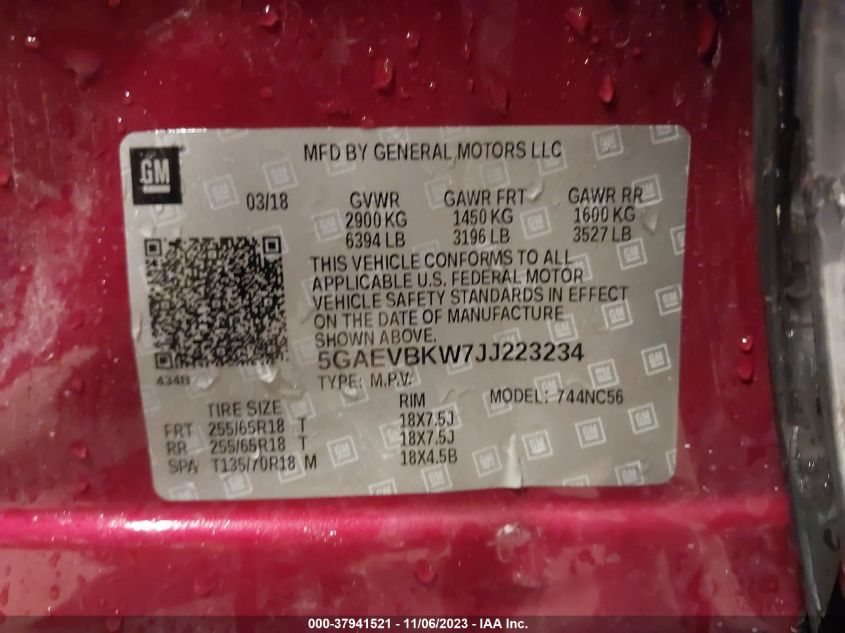 GM
MFD BY GENERAL MOTORS LLC
03/18 GVWR GAWR FRT GAWR RR
2900 KG 1450 KG 1600 KG
6394 LB 3196 LB 3527 LB
THIS VEHICLE CONFORMS TO ALL
APPLICABLE U.S. FEDERAL MOTOR
VEHICLE SAFETY STANDARDS IN EFFECT
ON THE DATE OF MANUFACTURE
SHOWN ABOVE.
5GAEVBKW7JJ223234
434B
TYPE: M.P.V.
TIRE SIZE RIM MODEL: 744NC56
FRT 255/65R18 T 18X7.5J
RR 255/65R18 T 18X7.5J
SPA T135/70R18 M 18X4.5B
000-37941521 - 11/06/2023 - IAA Inc.